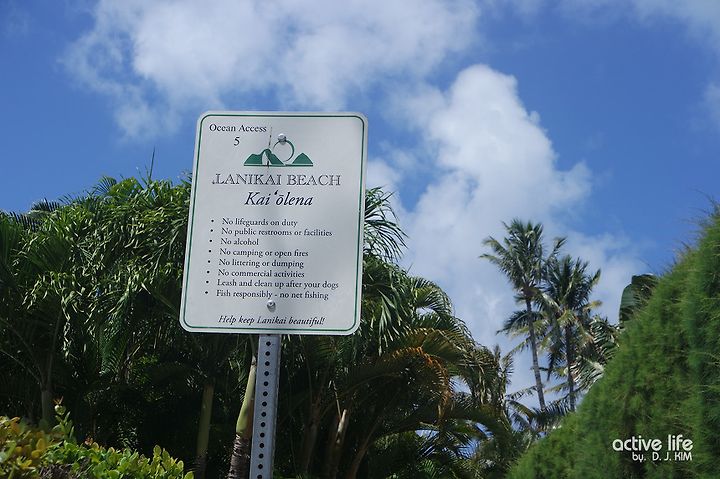 Ocean Access
5
LANIKAI BEACH
Kaiʻōlena
• No lifeguards on duty
• No public restrooms or facilities
• No alcohol
• No camping or open fires
• No littering or dumping
• No commercial activities
• Leash and clean up after your dogs
• Fish responsibly - no net fishing
Help keep Lanikai beautiful!
active life
by. D. J. KIM